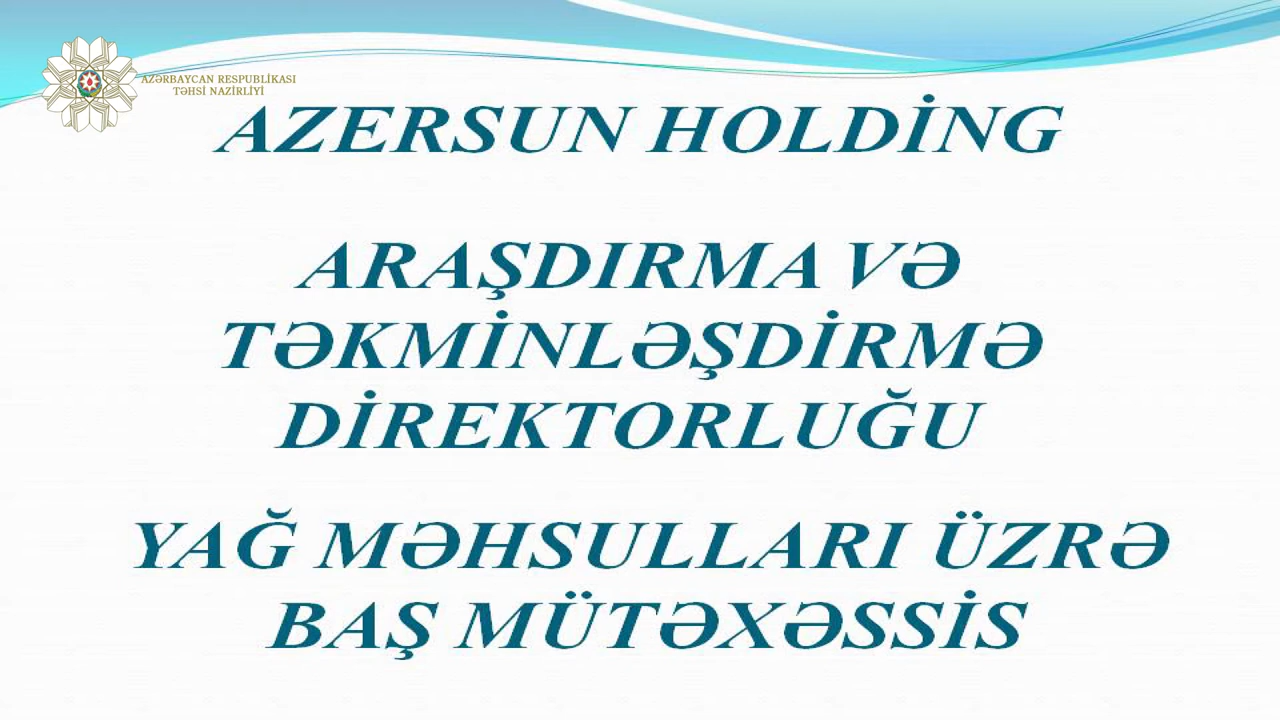 AZƏRBAYCAN RESPUBLİKASI
TƏHSİ NAZİRLİYİ
AZERSUN HOLDİNG
ARAŞDIRMA VƏ
TƏKMİNLƏŞDİRMƏ
DİREKTORLUĞU
YAĞ MƏHSULLARI ÜZRƏ
BAŞ MÜTƏXƏSSİS